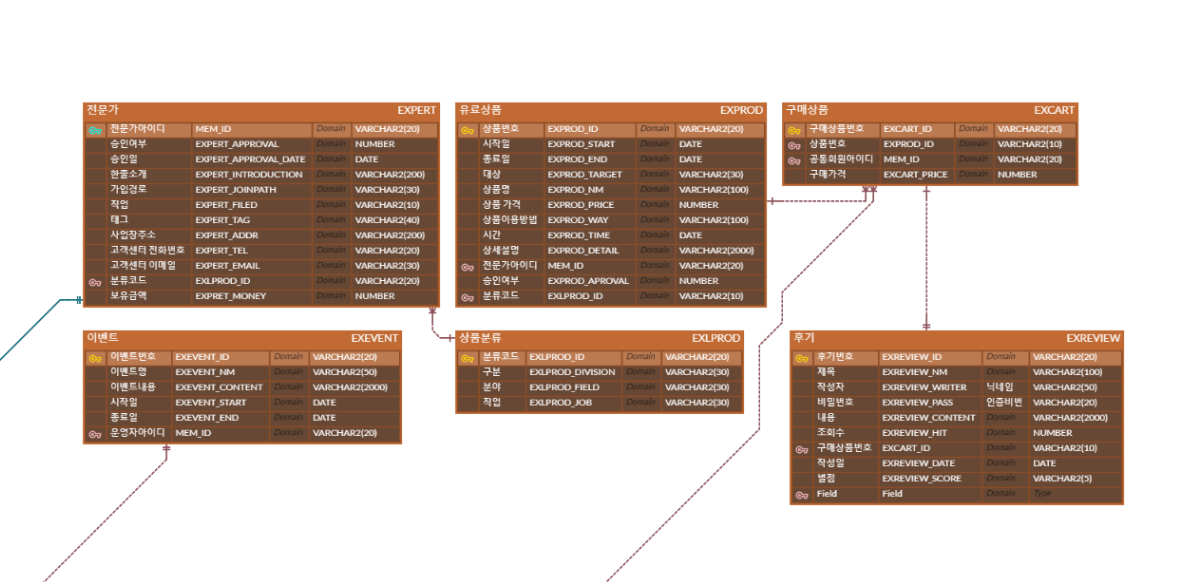 전문가 EXPERT
전문가아이디 MEM_ID Domain VARCHAR2(20)
승인여부 EXPERT_APPROVAL Domain NUMBER
승인일 EXPERT_APPROVAL_DATE Domain DATE
한줄소개 EXPERT_INTRODUCTION Domain VARCHAR2(200)
가입경로 EXPERT_JOINPATH Domain VARCHAR2(30)
직업 EXPERT_FILED Domain VARCHAR2(10)
태그 EXPERT_TAG Domain VARCHAR2(40)
사업장주소 EXPERT_ADDR Domain VARCHAR2(200)
고객센터 전화번호 EXPERT_TEL Domain VARCHAR2(20)
고객센터 이메일 EXPERT_EMAIL Domain VARCHAR2(30)
분류코드 EXLPROD_ID Domain VARCHAR2(20)
보유금액 EXPRET_MONEY Domain NUMBER
유료상품 EXPROD
상품번호 EXPROD_ID Domain VARCHAR2(20)
시작일 EXPROD_START Domain DATE
종료일 EXPROD_END Domain DATE
대상 EXPROD_TARGET Domain VARCHAR2(30)
상품명 EXPROD_NM Domain VARCHAR2(100)
상품 가격 EXPROD_PRICE Domain NUMBER
상품이용방법 EXPROD_WAY Domain VARCHAR2(100)
시간 EXPROD_TIME Domain DATE
상세설명 EXPROD_DETAIL Domain VARCHAR2(2000)
전문가아이디 MEM_ID Domain VARCHAR2(20)
승인여부 EXPROD_APROVAL Domain NUMBER
분류코드 EXLPROD_ID Domain VARCHAR2(10)
구매상품 EXCART
구매상품번호 EXCART_ID Domain VARCHAR2(20)
상품번호 EXPROD_ID Domain VARCHAR2(10)
공통회원아이디 MEM_ID Domain VARCHAR2(20)
구매가격 EXCART_PRICE Domain NUMBER
이벤트 EXEVENT
이벤트번호 EXEVENT_ID Domain VARCHAR2(20)
이벤트명 EXEVENT_NM Domain VARCHAR2(50)
이벤트내용 EXEVENT_CONTENT Domain VARCHAR2(2000)
시작일 EXEVENT_START Domain DATE
종료일 EXEVENT_END Domain DATE
운영자아이디 MEM_ID Domain VARCHAR2(20)
상품분류 EXLPROD
분류코드 EXLPROD_ID Domain VARCHAR2(20)
구분 EXLPROD_DIVISION Domain VARCHAR2(30)
분야 EXLPROD_FIELD Domain VARCHAR2(30)
직업 EXLPROD_JOB Domain VARCHAR2(30)
후기 EXREVIEW
후기번호 EXREVIEW_ID Domain VARCHAR2(20)
제목 EXREVIEW_NM Domain VARCHAR2(100)
작성자 EXREVIEW_WRITER 닉네임 VARCHAR2(50)
비밀번호 EXREVIEW_PASS 인증비번 VARCHAR2(20)
내용 EXREVIEW_CONTENT Domain VARCHAR2(2000)
조회수 EXREVIEW_HIT Domain NUMBER
구매상품번호 EXCART_ID Domain VARCHAR2(10)
작성일 EXREVIEW_DATE Domain DATE
별점 EXREVIEW_SCORE Domain VARCHAR2(5)
Field Field Domain Type